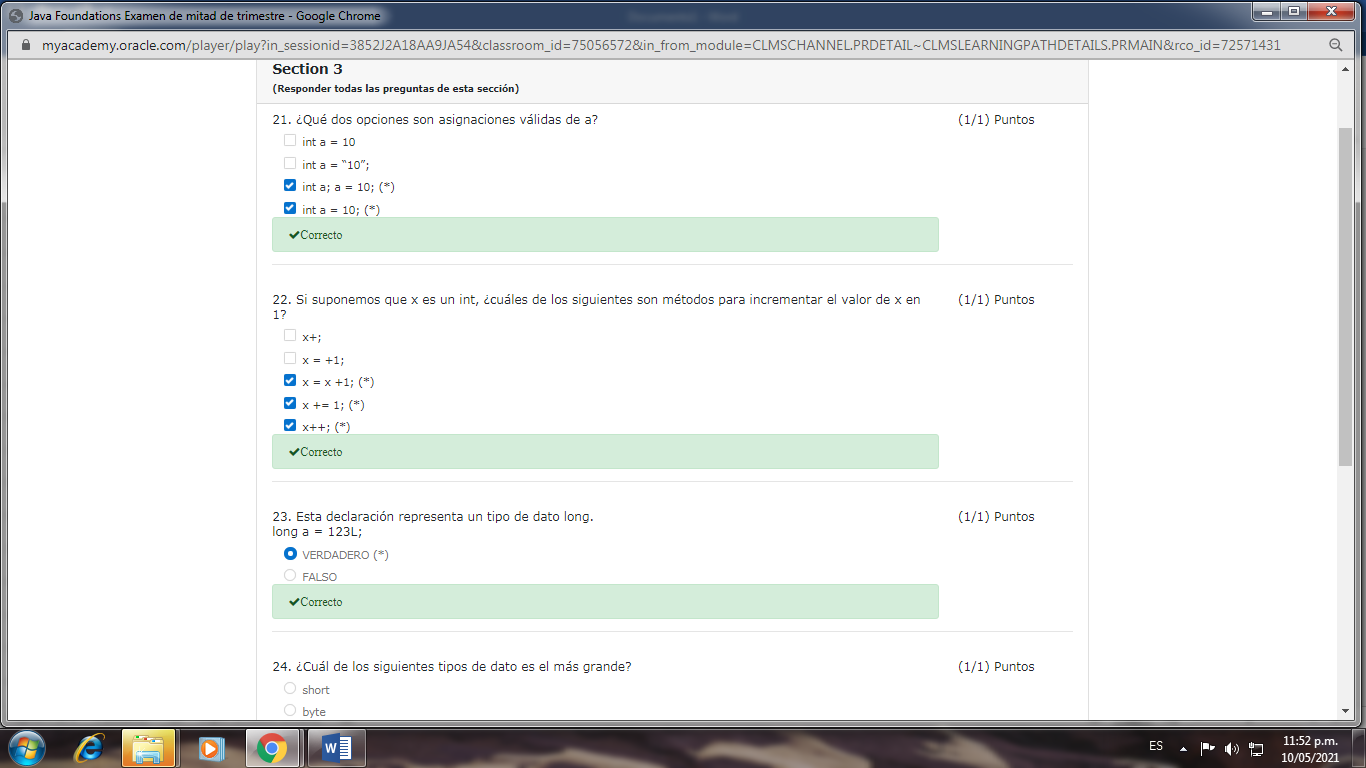 Java Foundations Examen de mitad de trimestre - Google Chrome
myacademy.oracle.com/player/play?in_sessionid=3852J2A18AA9JA54&classroom_id=75056572&in_from_module=CLMSCHANNEL.PRDETAIL~CLMSLEARNINGPATHDETAILS.PRMAIN&rco_id=72571431
Section 3
(Responder todas las preguntas de esta sección)
21. ¿Qué dos opciones son asignaciones válidas de a? (1/1) Puntos
int a = 10
int a = “10”;
int a; a = 10; (*)
int a = 10; (*)
Correcto
22. Si suponemos que x es un int, ¿cuáles de los siguientes son métodos para incrementar el valor de x en (1/1) Puntos
1?
x+;
x = +1;
x = x +1; (*)
x += 1; (*)
x++; (*)
Correcto
23. Esta declaración representa un tipo de dato long. (1/1) Puntos
long a = 123L;
VERDADERO (*)
FALSO
Correcto
24. ¿Cuál de los siguientes tipos de dato es el más grande? (1/1) Puntos
short
byte
ES
11:52 p.m.
10/05/2021